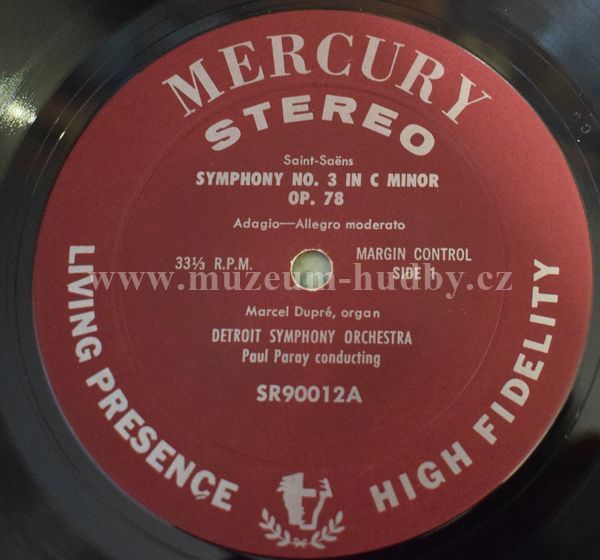 MERCURY
STEREO
Saint-Saëns
SYMPHONY NO. 3 IN C MINOR
OP. 78
Adagio—Allegro moderato
33⅓ R.P.M.
MARGIN CONTROL
SIDE 1
www.muzeum-hudby.cz
Marcel Dupré, organ
DETROIT SYMPHONY ORCHESTRA
Paul Paray conducting
SR90012A
LIVING PRESENCE
HIGH FIDELITY